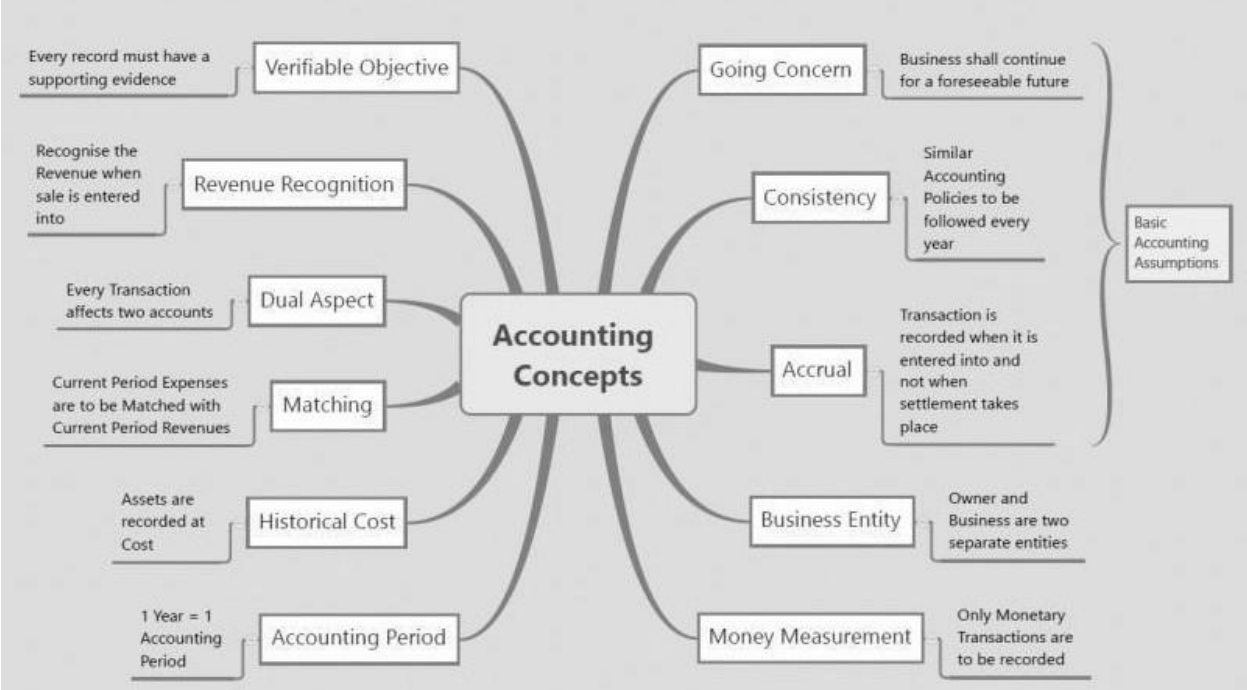 Accounting
Concepts
Every record must have a
supporting evidence
Verifiable Objective
Recognise the
Revenue when
sale is entered
into
Revenue Recognition
Every Transaction
affects two accounts
Dual Aspect
Current Period Expenses
are to be Matched with
Current Period Revenues
Matching
Assets are
recorded at
Cost
Historical Cost
1 Year = 1
Accounting
Period
Accounting Period
Going Concern
Business shall continue
for a foreseeable future
Consistency
Similar
Accounting
Policies to be
followed every
year
Accrual
Transaction is
recorded when it is
entered into and
not when
settlement takes
place
Basic
Accounting
Assumptions
Business Entity
Owner and
Business are two
separate entities
Money Measurement
Only Monetary
Transactions are
to be recorded